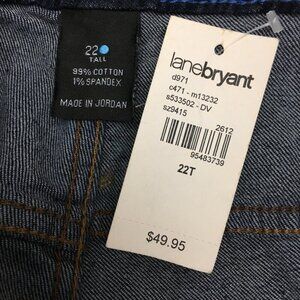 22
TALL
99% COTTON
1% SPANDEX
MADE IN JORDAN
lanebryant
d971
c471 - m13232
s533502 - DV
sz9415
2612
95483739
22T
$49.95